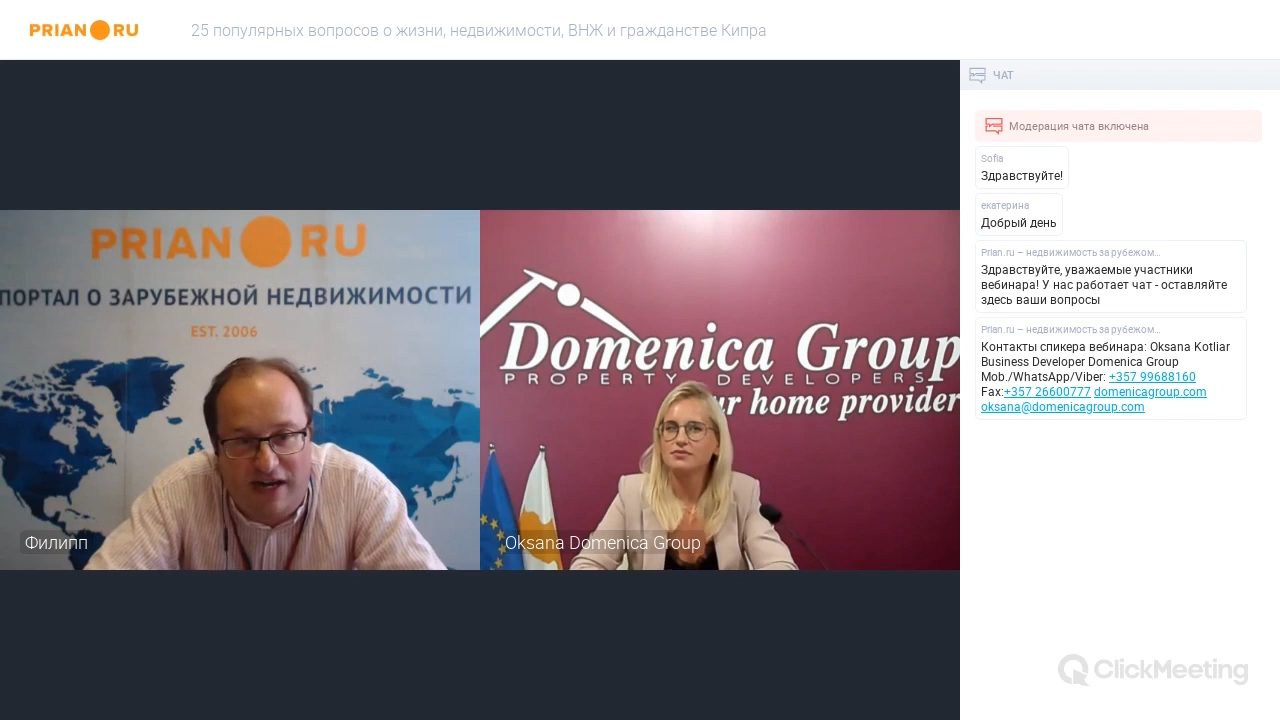 PRIAN RU
25 популярных вопросов о жизни, недвижимости, ВНЖ и гражданстве Кипра
ЧАТ
Модерация чата включена
Sofia
Здравствуйте!
екатерина
Добрый день
Prian.ru – недвижимость за рубежом...
Здравствуйте, уважаемые участники
вебинара! У нас работает чат - оставляйте
здесь ваши вопросы
Prian.ru – недвижимость за рубежом...
Контакты спикера вебинара: Oksana Kotliar
Business Developer Domenica Group
Mob./WhatsApp/Viber: +357 99688160
Fax:+357 26600777 domenicagroup.com
oksana@domenicagroup.com
PRIAN RU
ПОРТАЛ О ЗАРУБЕЖНОЙ НЕДВИЖИМОСТИ
EST. 2006
Филипп
Domenica Group
PROPERTY DEVELOPERS
ur home provider
Oksana Domenica Group
ClickMeeting